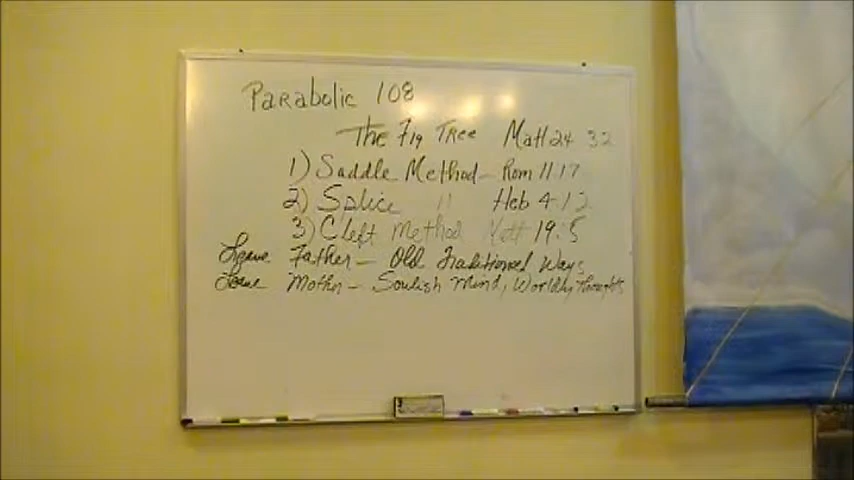 Parabolic 108
The Fig Tree Matt 24 32
1) Saddle Method - Rom 11:17
2) Splice " Heb 4:12
3) Cleft Method Matt 19:5
Leave Father - Old Traditional Ways
Leave Mother - Soulish Mind, Worldly Thoughts